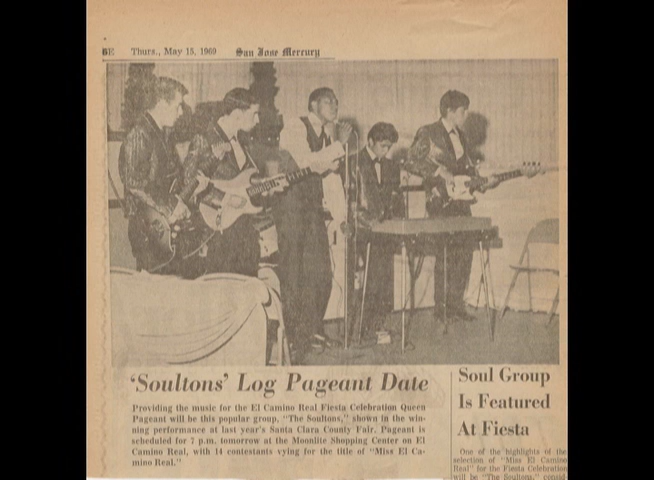 6E Thurs., May 15, 1969 San Jose Mercury
'Soultons' Log Pageant Date
Providing the music for the El Camino Real Fiesta Celebration Queen
Pageant will be this popular group, "The Soultons," shown in the win-
ning performance at last year's Santa Clara County Fair. Pageant is
scheduled for 7 p.m. tomorrow at the Moonlite Shopping Center on El
Camino Real, with 14 contestants vying for the title of "Miss El Ca-
mino Real."
Soul Group
Is Featured
At Fiesta
One of the highlights of the
selection of "Miss El Camino
Real" for the Fiesta Celebration
will be "The Soultons," consid-